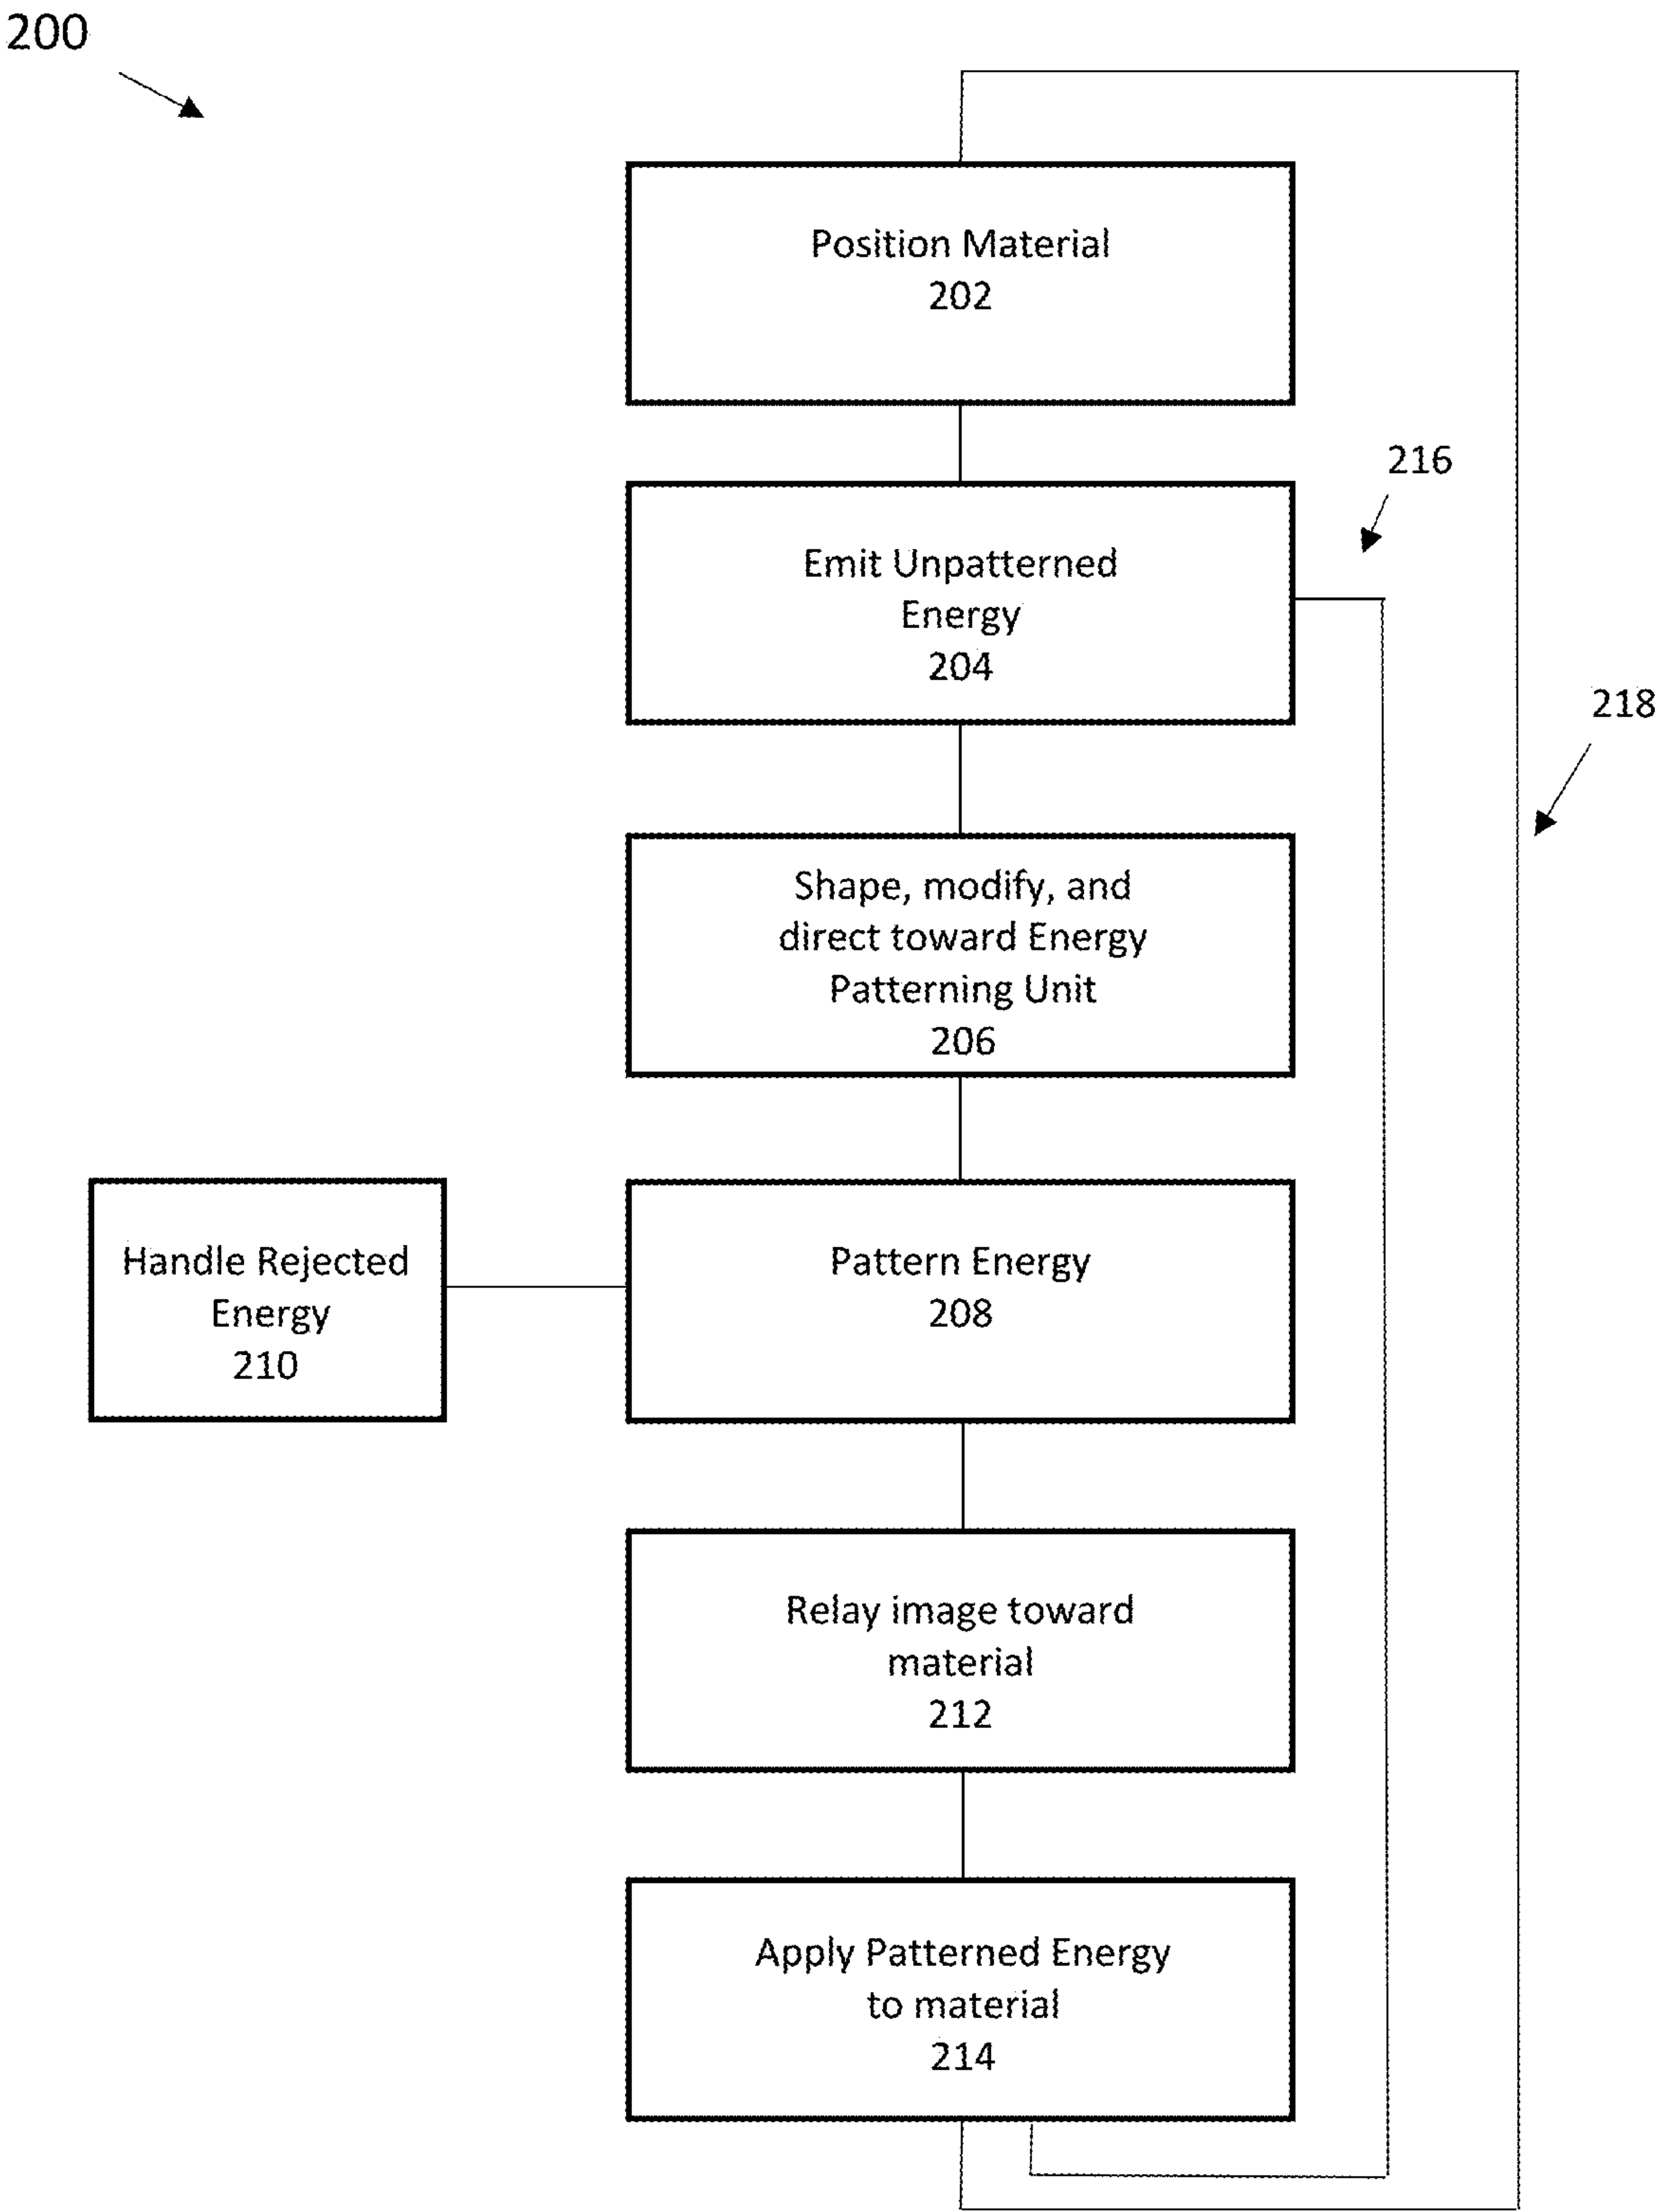 200
Position Material
202
216
Emit Unpatterned
Energy
204
218
Shape, modify, and
direct toward Energy
Patterning Unit
206
Handle Rejected
Energy
210
Pattern Energy
208
Relay image toward
material
212
Apply Patterned Energy
to material
214